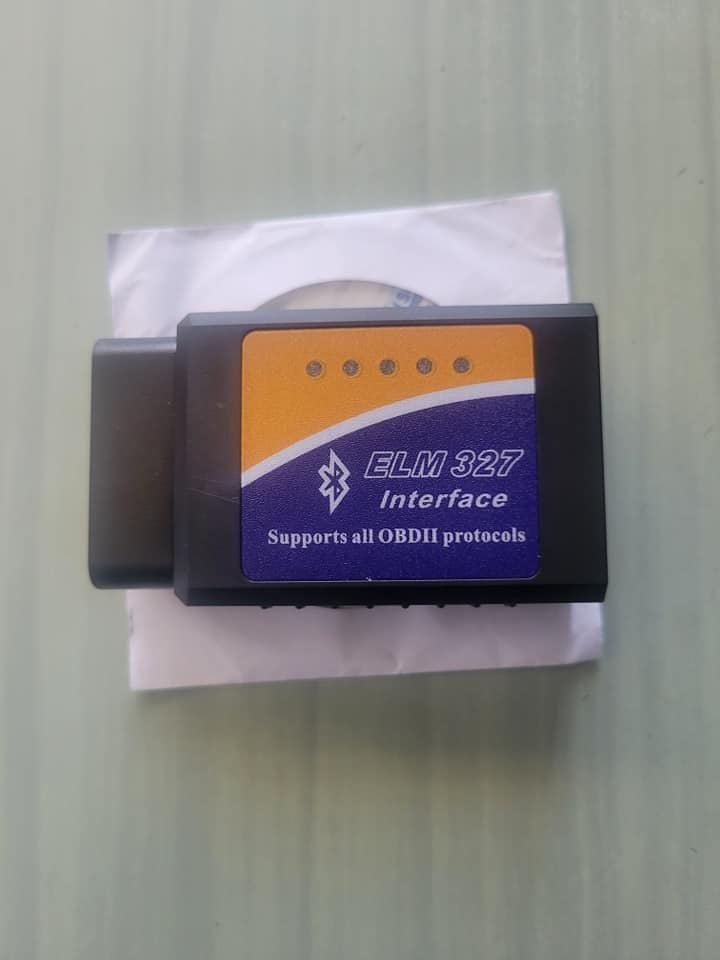 ELM 327
Interface
Supports all OBDII protocols